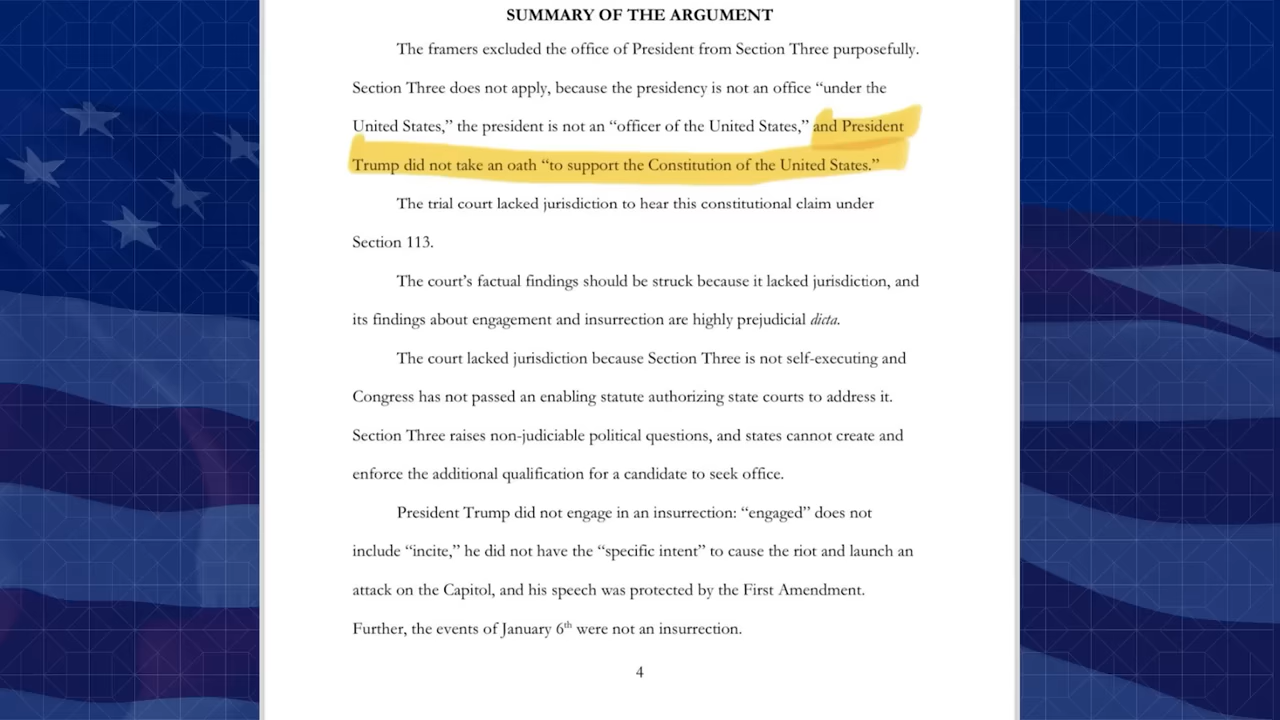 SUMMARY OF THE ARGUMENT
The framers excluded the office of President from Section Three purposefully.
Section Three does not apply, because the presidency is not an office “under the
United States,” the president is not an “officer of the United States,” and President
Trump did not take an oath “to support the Constitution of the United States.”
The trial court lacked jurisdiction to hear this constitutional claim under
Section 113.
The court’s factual findings should be struck because it lacked jurisdiction, and
its findings about engagement and insurrection are highly prejudicial dicta.
The court lacked jurisdiction because Section Three is not self-executing and
Congress has not passed an enabling statute authorizing state courts to address it.
Section Three raises non-judiciable political questions, and states cannot create and
enforce the additional qualification for a candidate to seek office.
President Trump did not engage in an insurrection: “engaged” does not
include “incite,” he did not have the “specific intent” to cause the riot and launch an
attack on the Capitol, and his speech was protected by the First Amendment.
Further, the events of January 6th were not an insurrection.
4